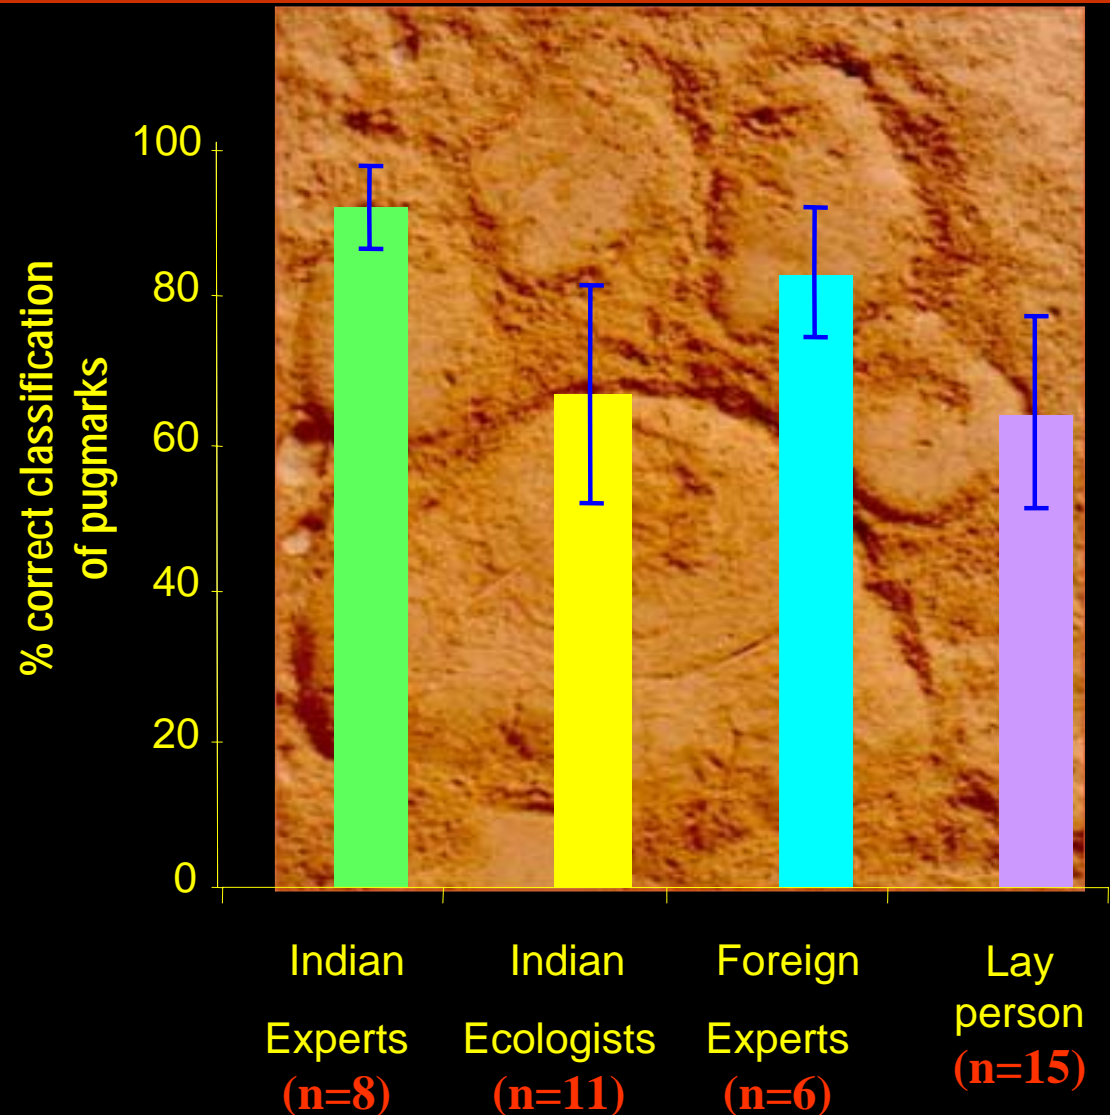 % correct classification
of pugmarks
100
80
60
40
20
0
Indian
Experts
(n=8)
Indian
Ecologists
(n=11)
Foreign
Experts
(n=6)
Lay
person
(n=15)